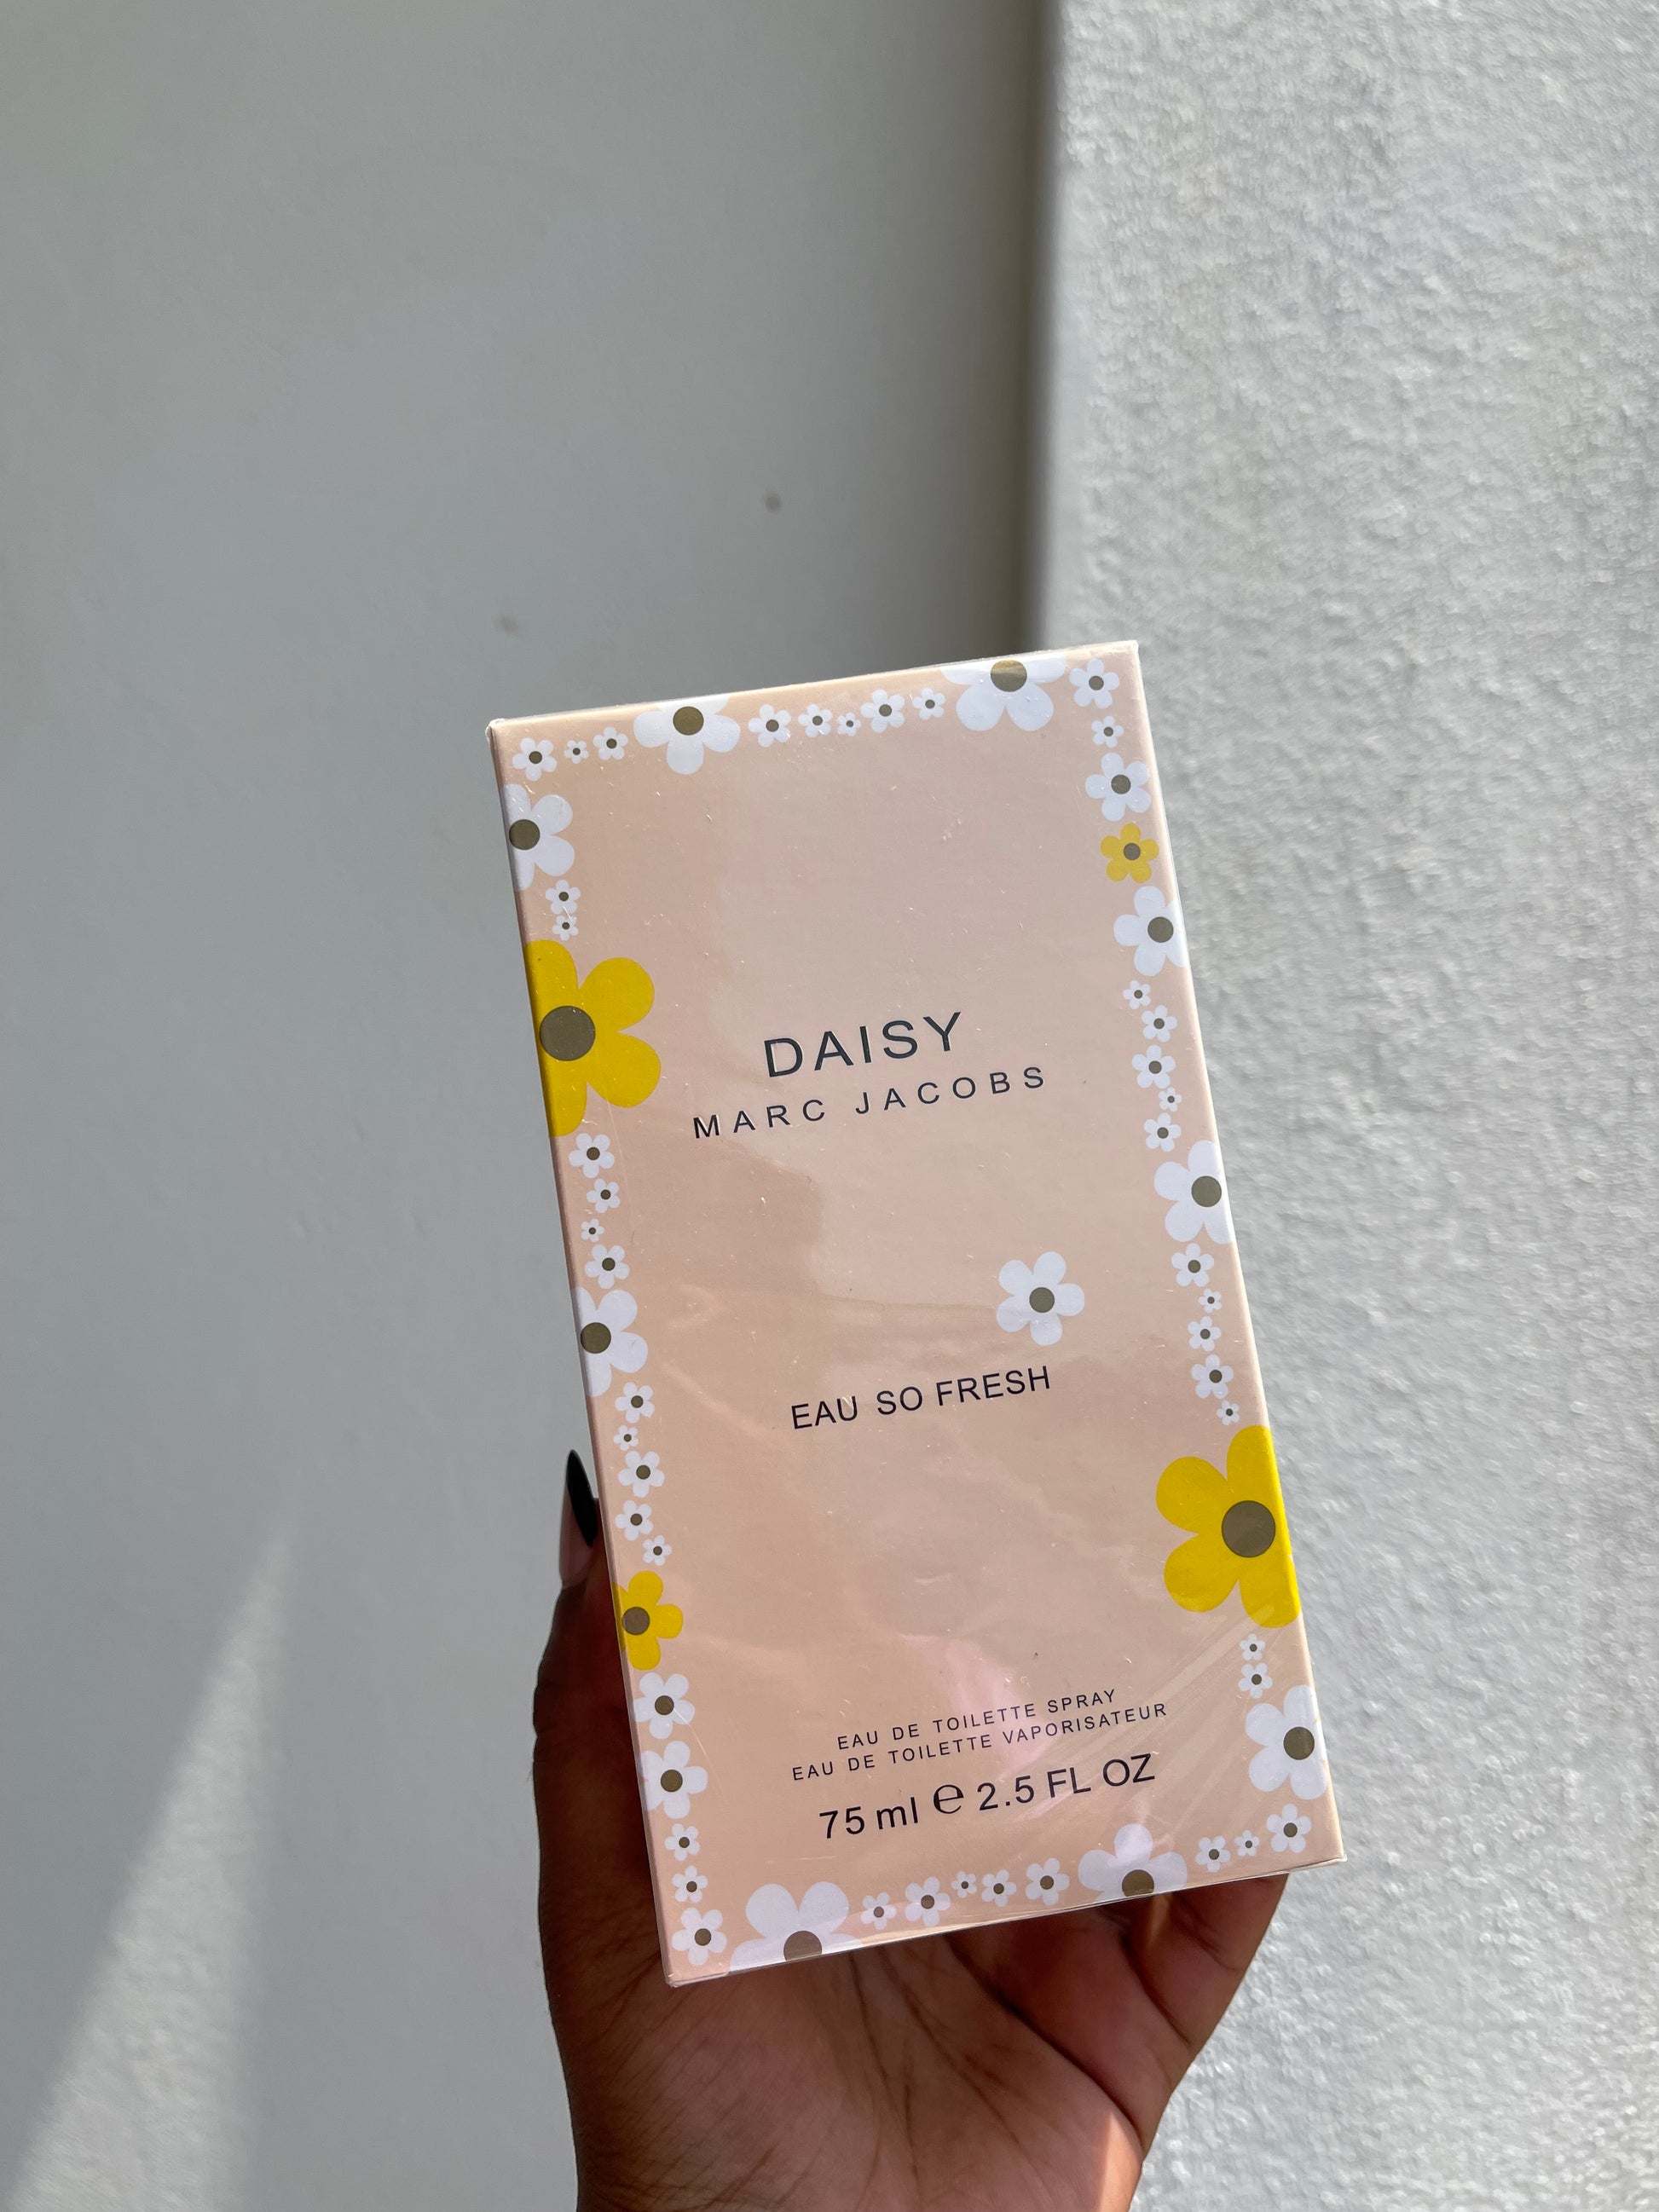 DAISY
MARC JACOBS
EAU SO FRESH
EAU DE TOILETTE SPRAY
EAU DE TOILETTE VAPORISATEUR
75 ml ℮ 2.5 FL OZ